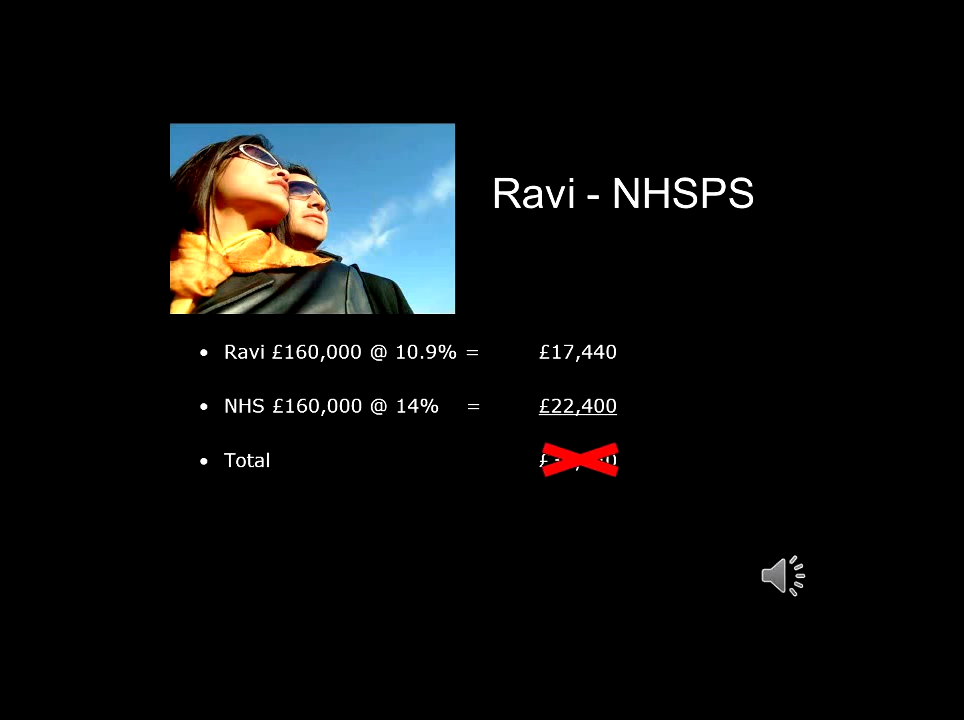 Ravi - NHSPS
• Ravi £160,000 @ 10.9% = £17,440
• NHS £160,000 @ 14% = £22,400
• Total